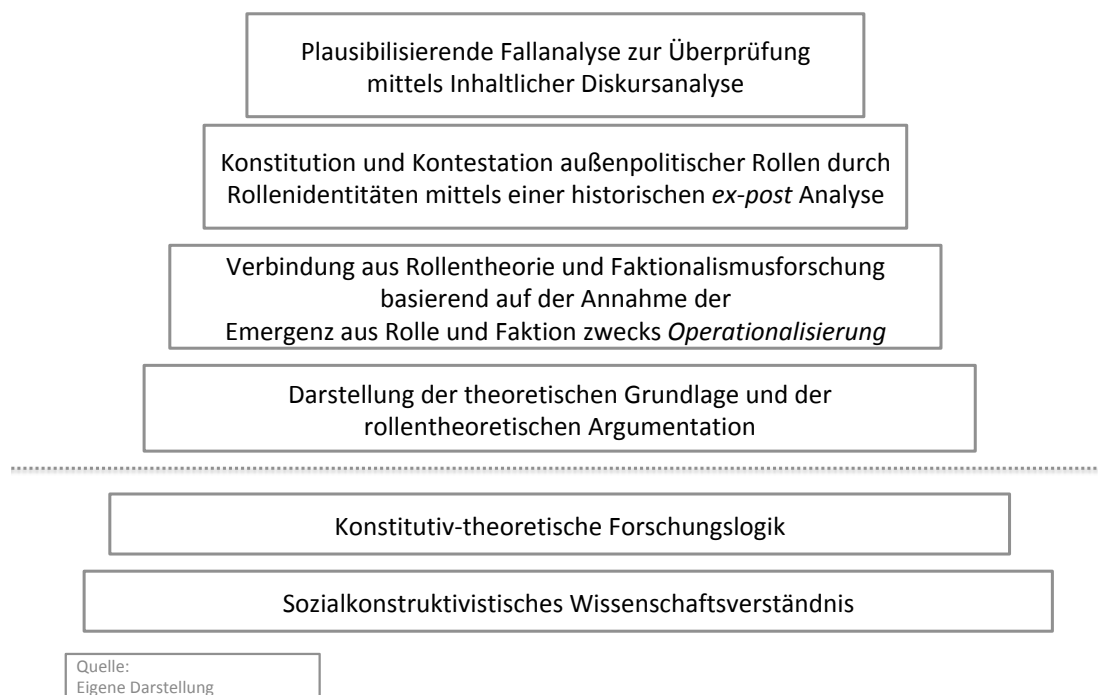 Plausibilisierende Fallanalyse zur Überprüfung
mittels Inhaltlicher Diskursanalyse
Konstitution und Kontestation außenpolitischer Rollen durch
Rollenidentitäten mittels einer historischen ex-post Analyse
Verbindung aus Rollentheorie und Faktionalismusforschung
basierend auf der Annahme der
Emergenz aus Rolle und Faktion zwecks Operationalisierung
Darstellung der theoretischen Grundlage und der
rollentheoretischen Argumentation
Konstitutiv-theoretische Forschungslogik
Sozialkonstruktivistisches Wissenschaftsverständnis
Quelle:
Eigene Darstellung